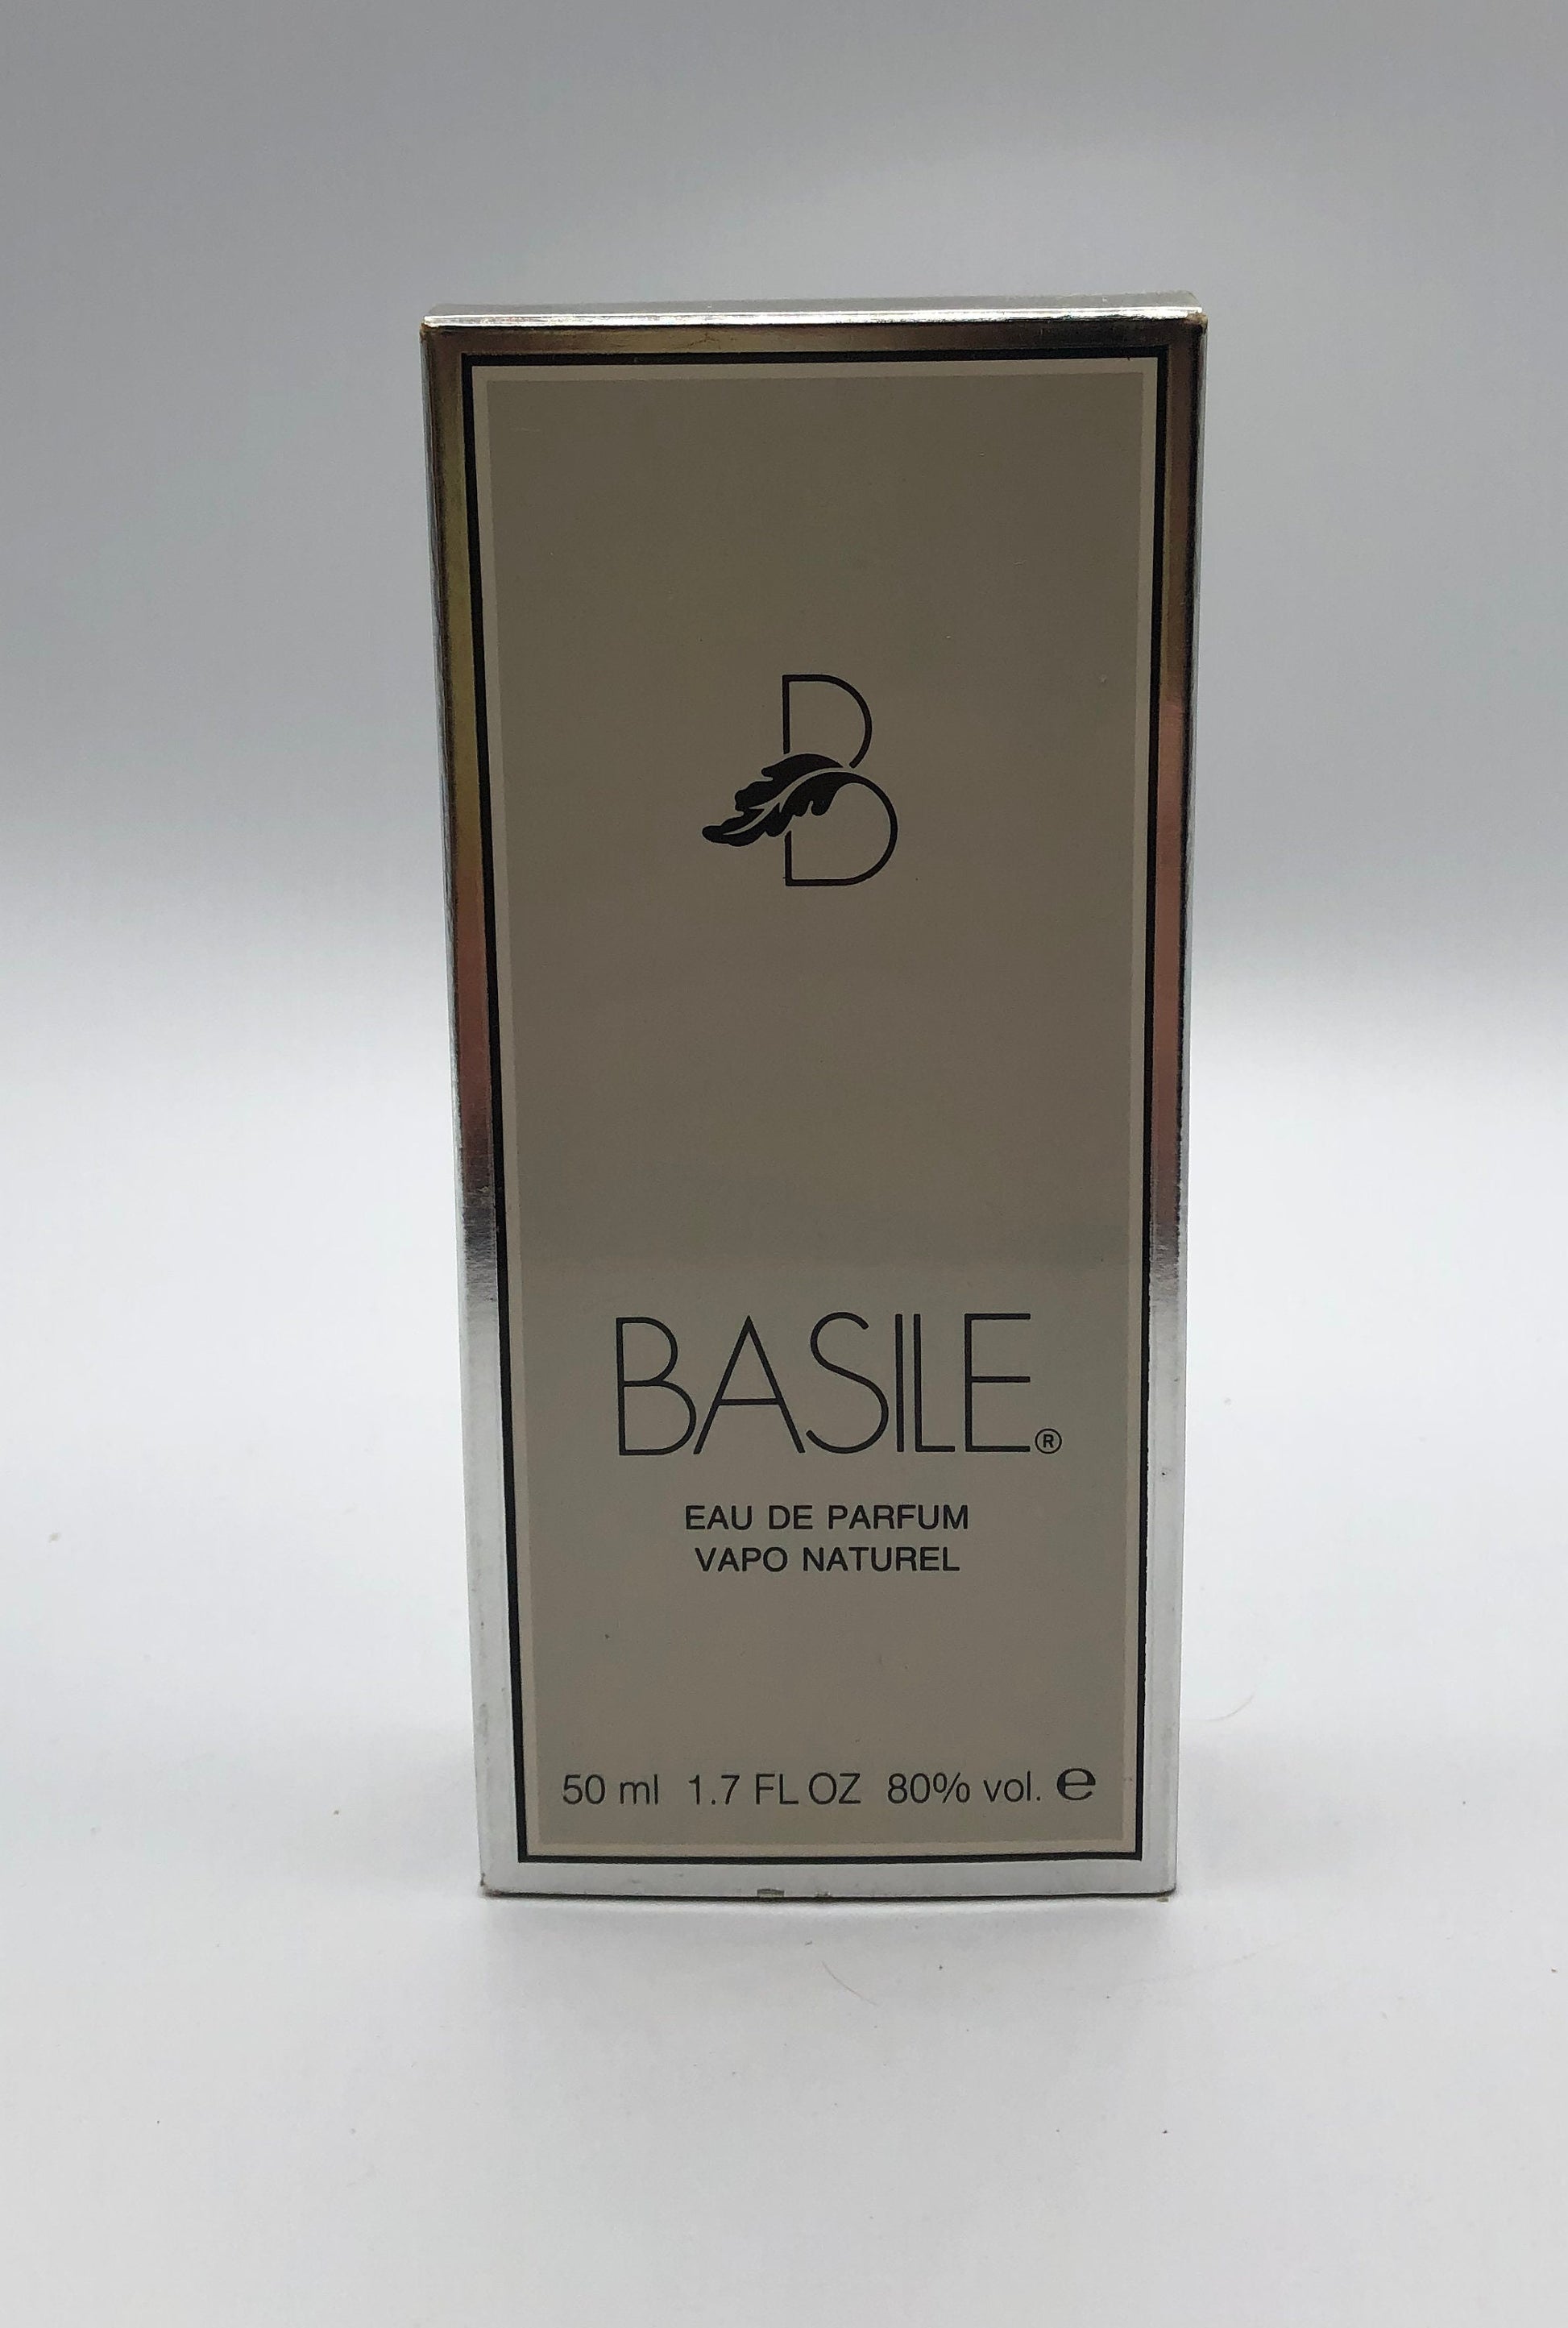 B
BASILE®
EAU DE PARFUM
VAPO NATUREL
50 ml 1.7 FL OZ 80% vol. ℮